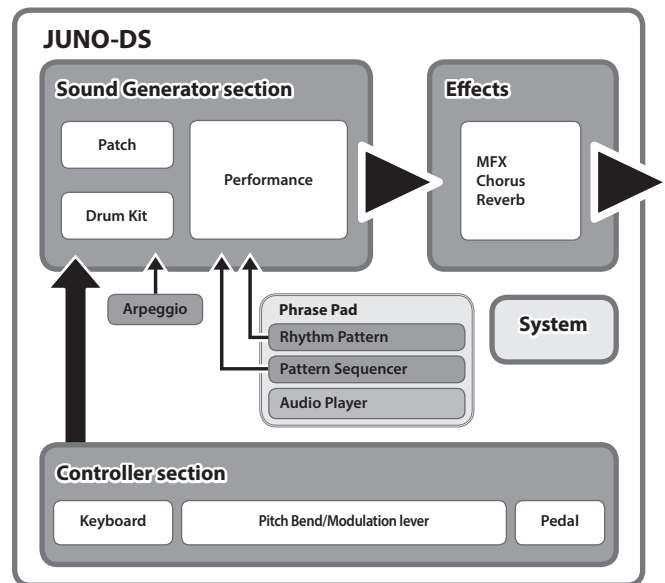 JUNO-DS
Sound Generator section
Patch
Drum Kit
Performance
Effects
MFX
Chorus
Reverb
Arpeggio
Phrase Pad
Rhythm Pattern
Pattern Sequencer
Audio Player
System
Controller section
Keyboard
Pitch Bend/Modulation lever
Pedal